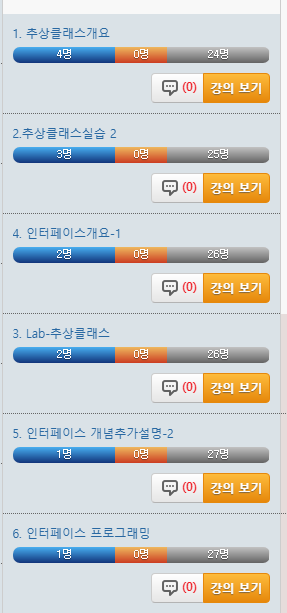 1. 추상클래스개요
4명 0명 24명
(0) 강의 보기
2.추상클래스실습 2
3명 0명 25명
(0) 강의 보기
4. 인터페이스개요-1
2명 0명 26명
(0) 강의 보기
3. Lab-추상클래스
2명 0명 26명
(0) 강의 보기
5. 인터페이스 개념추가설명-2
1명 0명 27명
(0) 강의 보기
6. 인터페이스 프로그래밍
1명 0명 27명
(0) 강의 보기